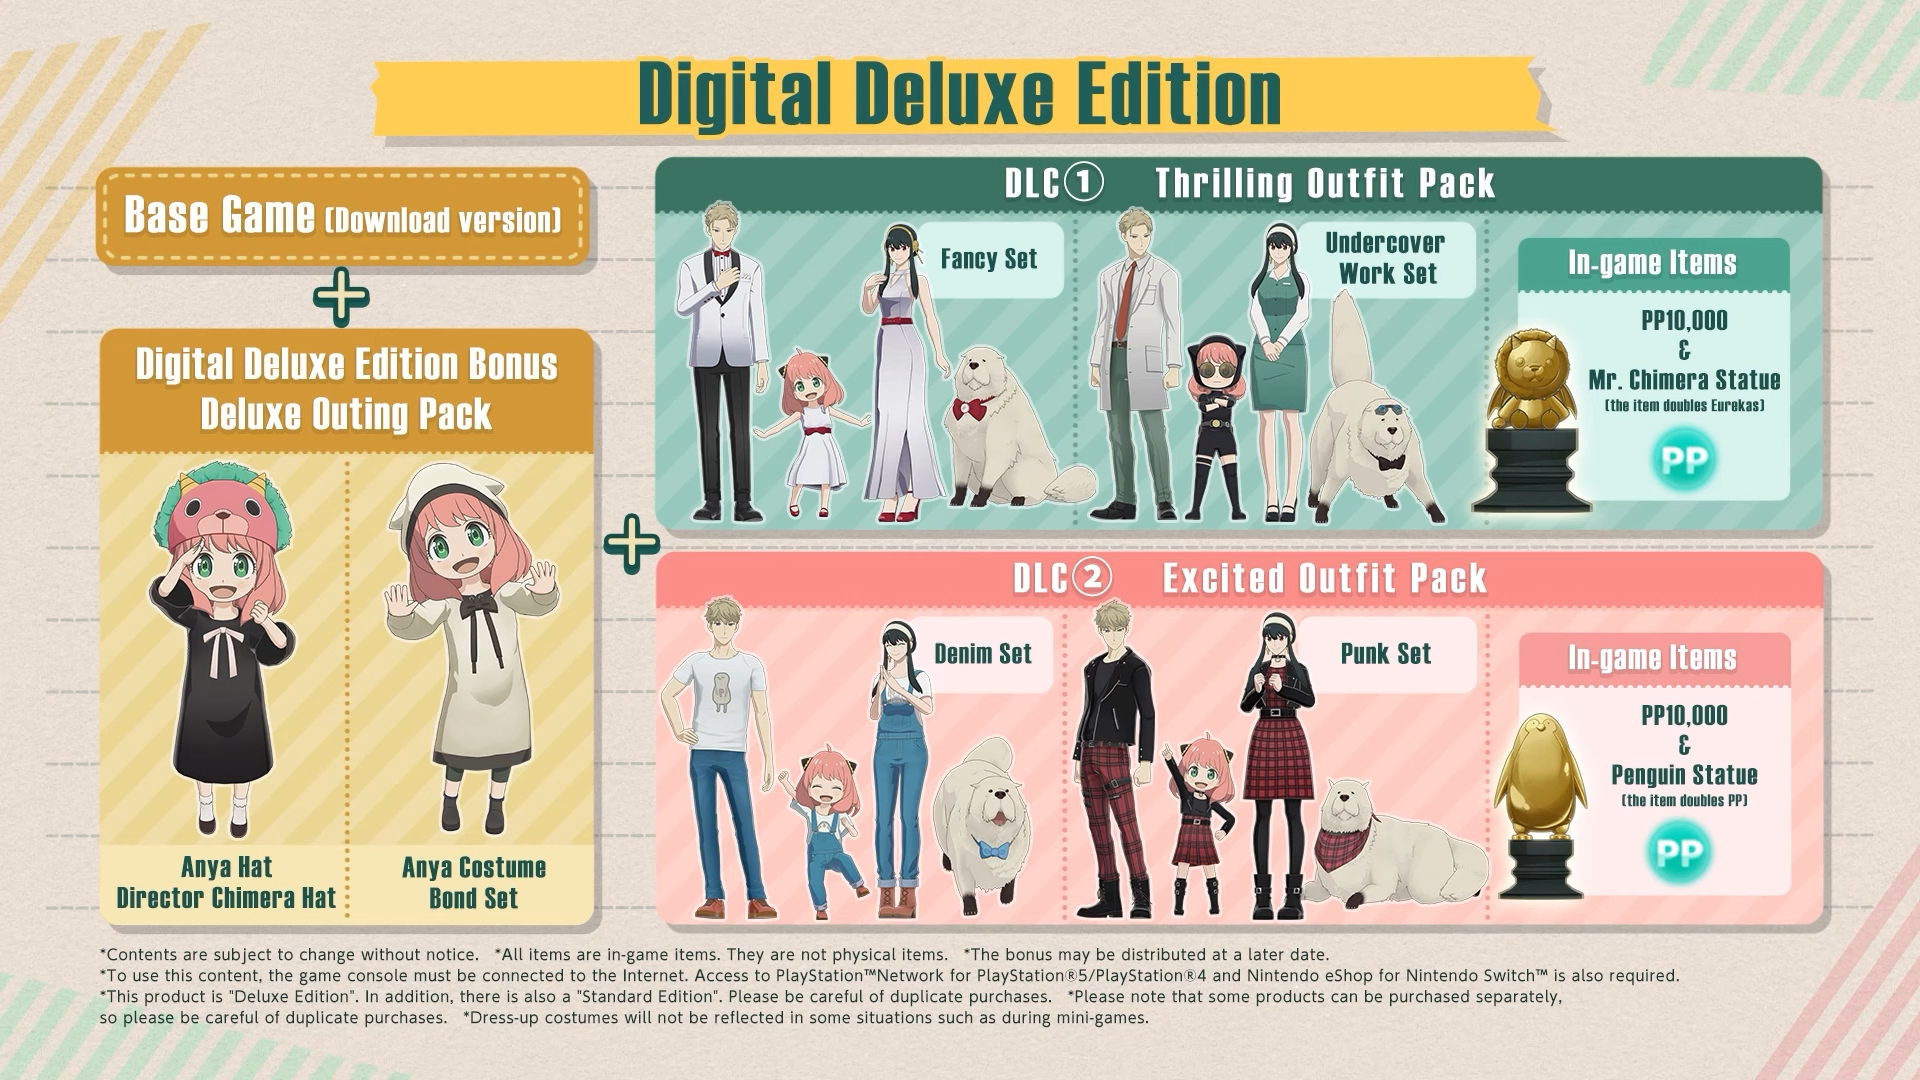 Digital Deluxe Edition
Base Game (Download version)
Digital Deluxe Edition Bonus
Deluxe Outing Pack
Anya Hat
Director Chimera Hat
Anya Costume
Bond Set
DLC① Thrilling Outfit Pack
Fancy Set
Undercover
Work Set
In-game Items
PP10,000
&
Mr. Chimera Statue
(the item doubles Eurekas)
PP
DLC② Excited Outfit Pack
Denim Set
Punk Set
In-game Items
PP10,000
&
Penguin Statue
(the item doubles PP)
PP
*Contents are subject to change without notice. *All items are in-game items. They are not physical items. *The bonus may be distributed at a later date.
*To use this content, the game console must be connected to the Internet. Access to PlayStation™Network for PlayStation®5/PlayStation®4 and Nintendo eShop for Nintendo Switch™ is also required.
*This product is "Deluxe Edition". In addition, there is also a "Standard Edition". Please be careful of duplicate purchases. *Please note that some products can be purchased separately,
so please be careful of duplicate purchases. *Dress-up costumes will not be reflected in some situations such as during mini-games.